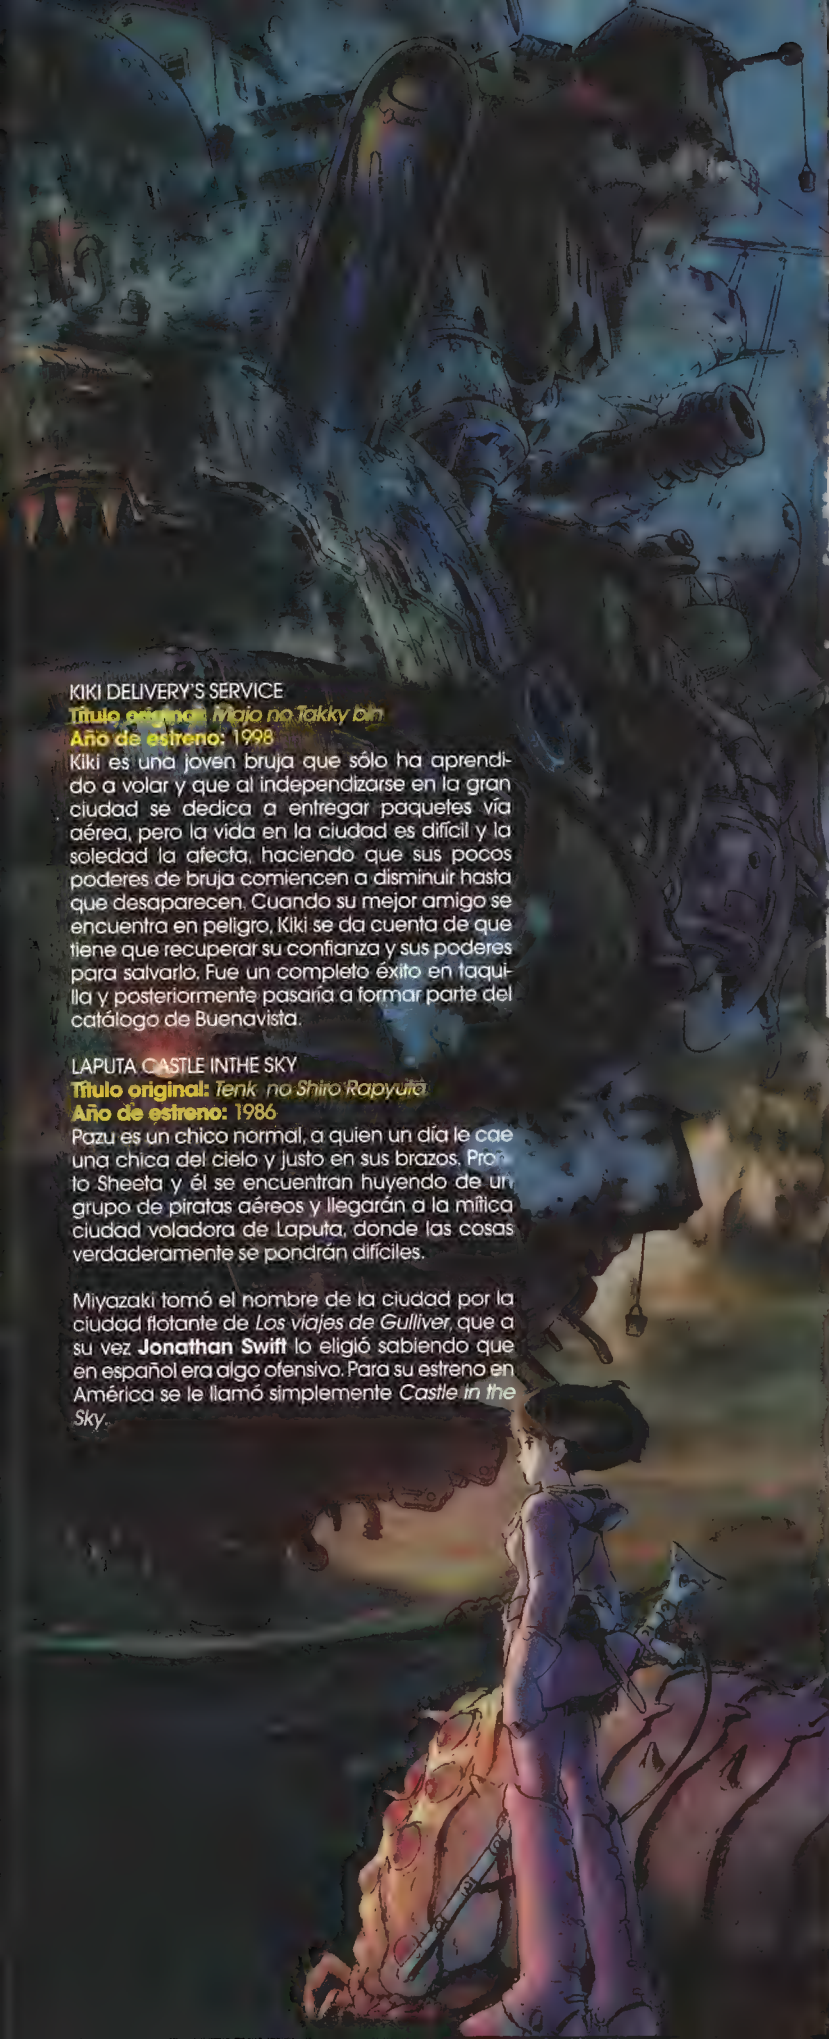 KIKI DELIVERY'S SERVICE
Título original: Majo no Takky bin
Año de estreno: 1998
Kiki es una joven bruja que sólo ha aprendi-
do a volar y que al independizarse en la gran
ciudad se dedica a entregar paquetes vía
aérea, pero la vida en la ciudad es difícil y la
soledad la afecta, haciendo que sus pocos
poderes de bruja comiencen a disminuir hasta
que desaparecen. Cuando su mejor amigo se
encuentra en peligro, Kiki se da cuenta de que
tiene que recuperar su confianza y sus poderes
para salvarlo. Fue un completo éxito en taqui-
lla y posteriormente pasaría a formar parte del
catálogo de Buenavista.
LAPUTA CASTLE INTHE SKY
Título original: Tenk no Shiro Rapyuta
Año de estreno: 1986
Pazu es un chico normal, a quien un día le cae
una chica del cielo y justo en sus brazos. Pron-
to Sheeta y él se encuentran huyendo de un
grupo de piratas aéreos y llegarán a la mítica
ciudad voladora de Laputa, donde las cosas
verdaderamente se pondrán difíciles.
Miyazaki tomó el nombre de la ciudad por la
ciudad flotante de Los viajes de Gulliver, que a
su vez Jonathan Swift lo eligió sabiendo que
en español era algo ofensivo. Para su estreno en
América se le llamó simplemente Castle in the
Sky.